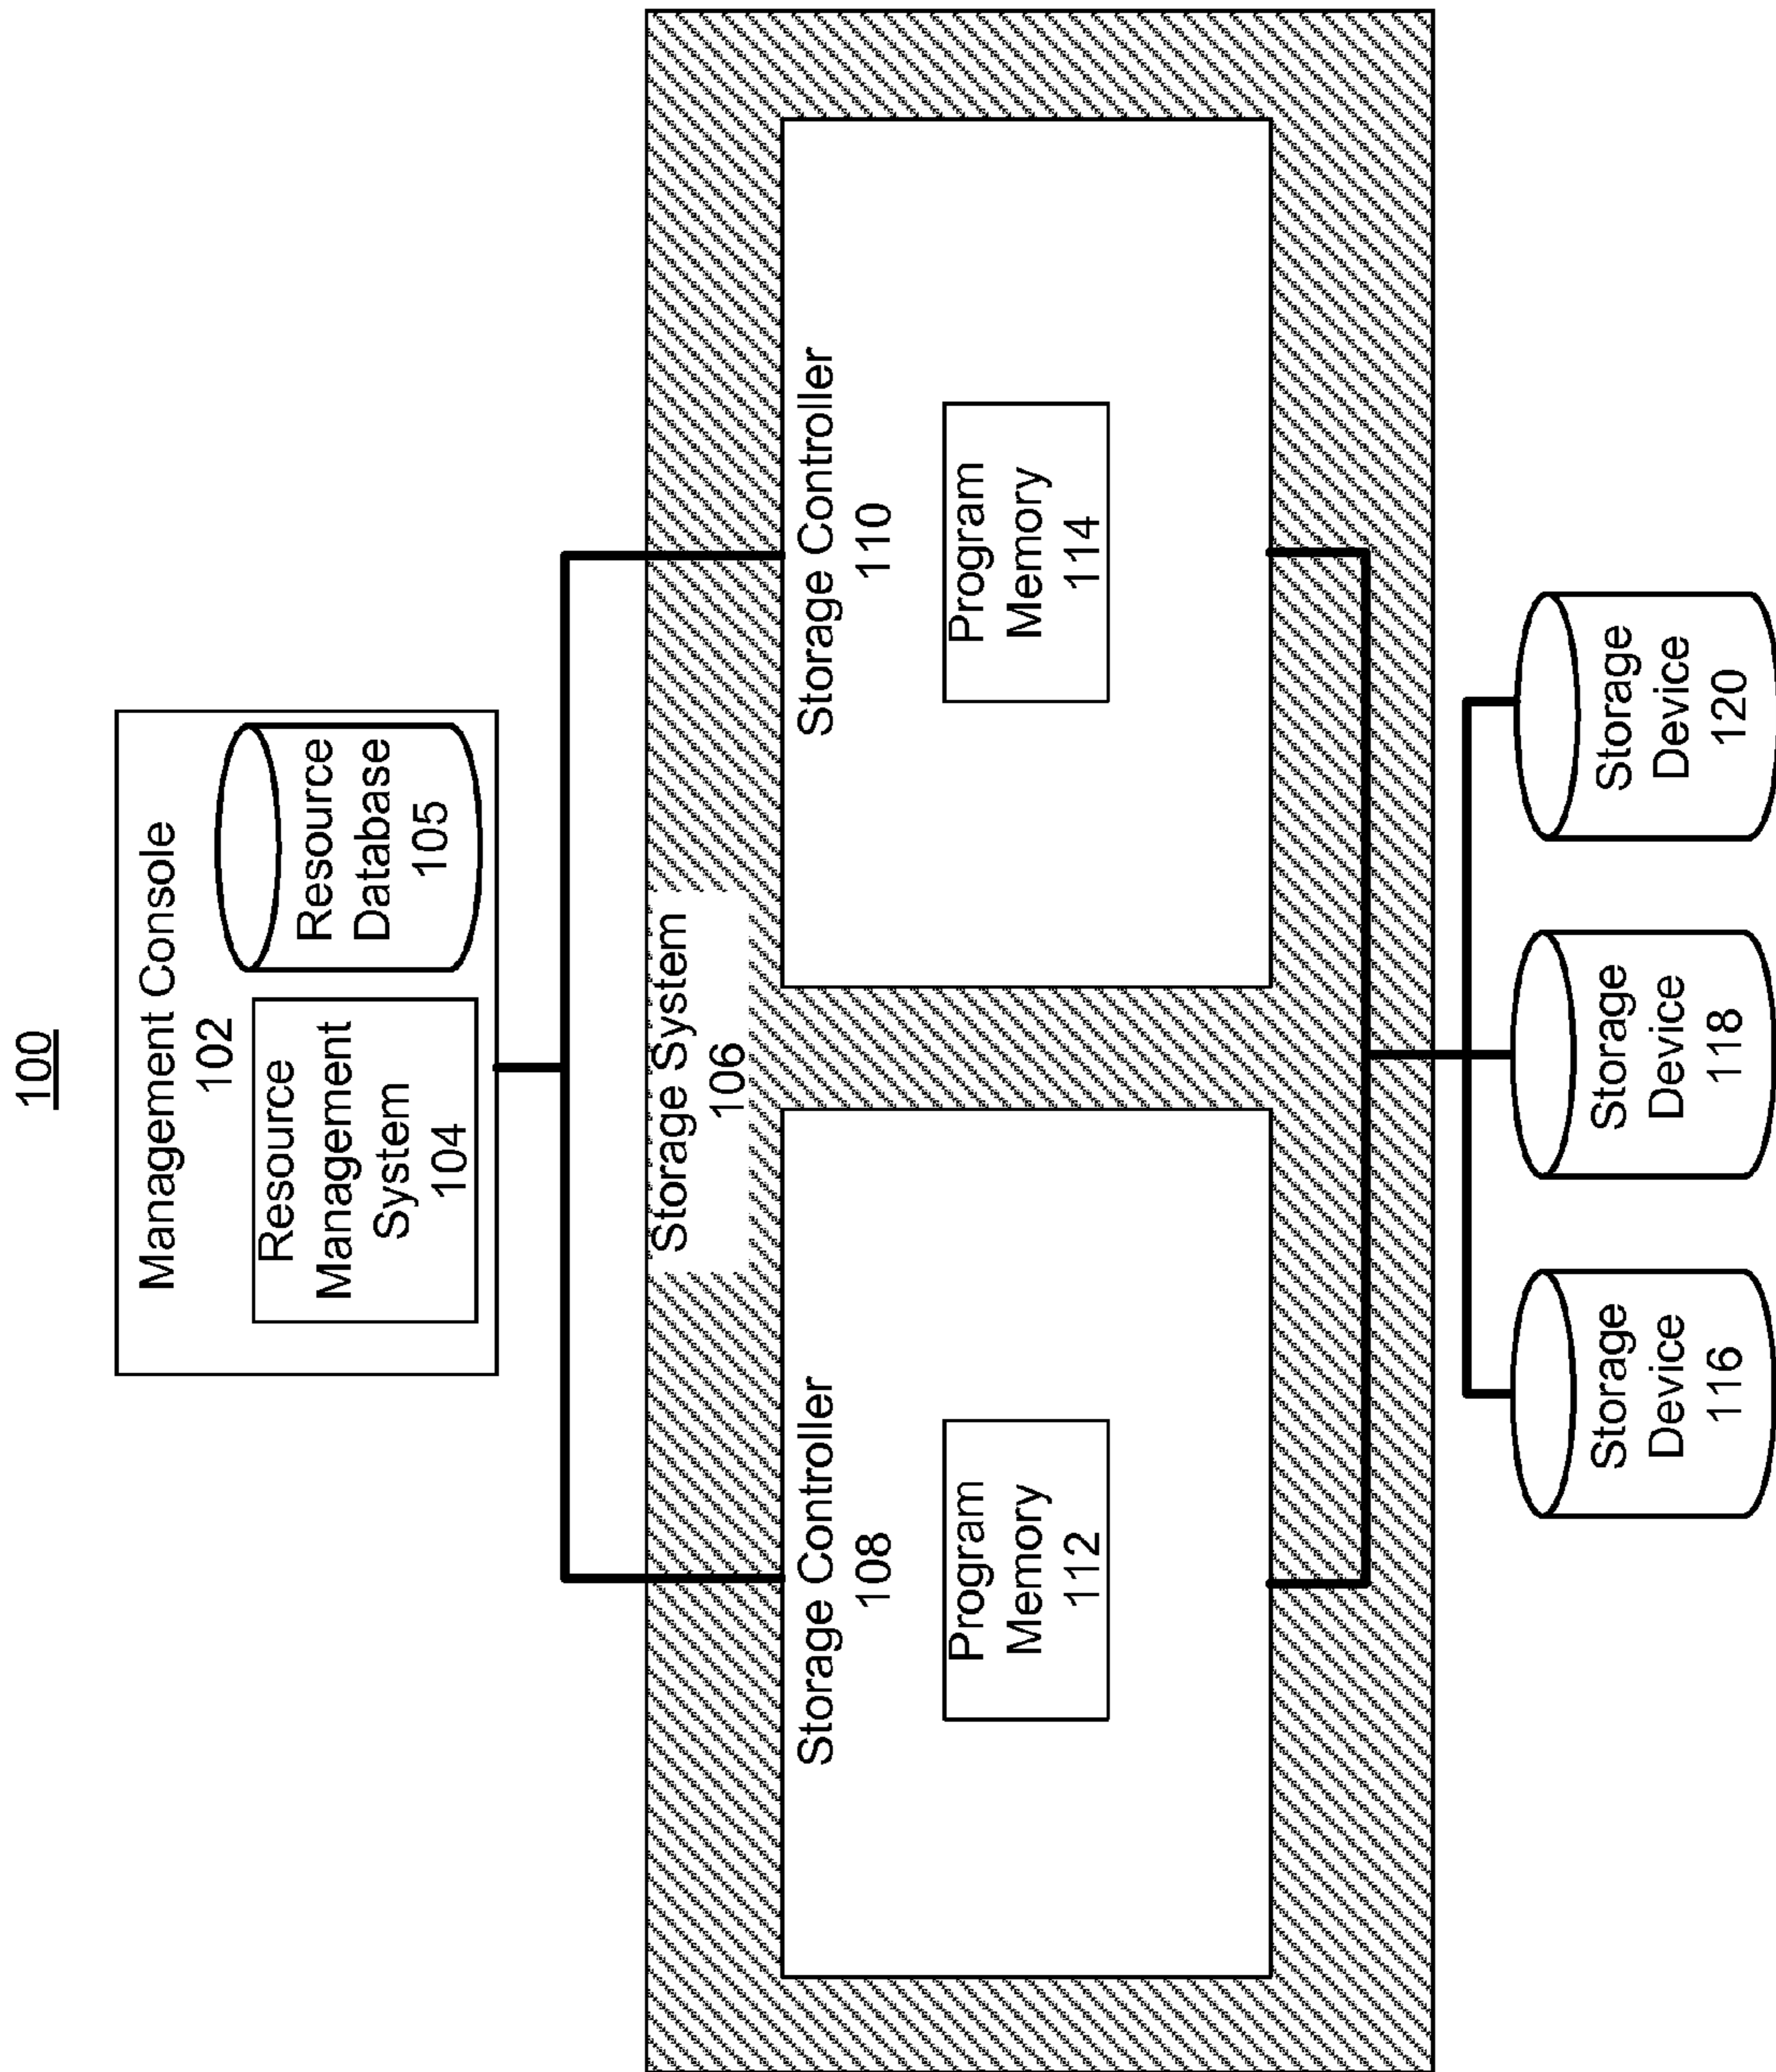 100
Management Console
102
Resource
Management
System
104
Resource
Database
105
Storage System
106
Storage Controller
108
Program
Memory
112
Storage Controller
110
Program
Memory
114
Storage
Device
116
Storage
Device
118
Storage
Device
120